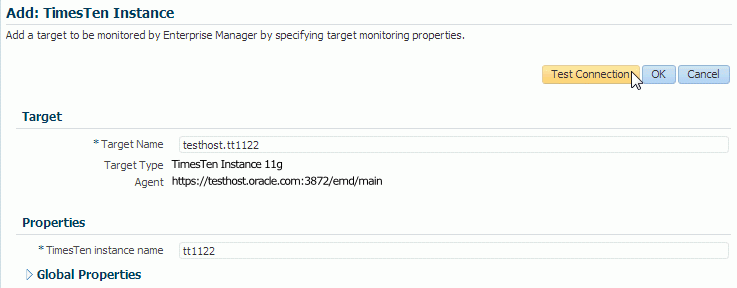 Add: TimesTen Instance
Add a target to be monitored by Enterprise Manager by specifying target monitoring properties.
Test Connection OK Cancel
Target
* Target Name testhost.tt1122
Target Type TimesTen Instance 11g
Agent https://testhost.oracle.com:3872/emd/main
Properties
* TimesTen instance name tt1122
Global Properties